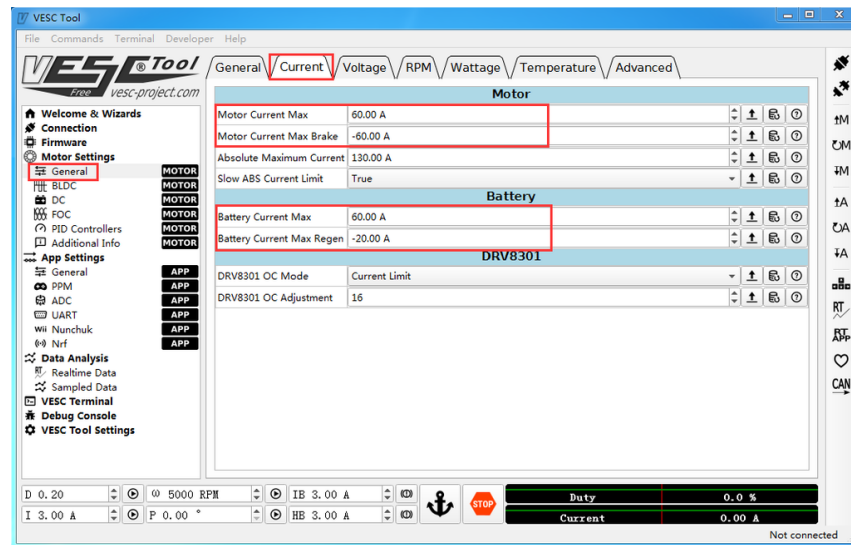 VESC Tool
File Commands Terminal Developer Help
VESC® Tool
Free vesc-project.com
General Current Voltage RPM Wattage Temperature Advanced
Welcome & Wizards
Connection
Firmware
Motor Settings
General MOTOR
BLDC MOTOR
DC MOTOR
FOC MOTOR
PID Controllers MOTOR
Additional Info MOTOR
App Settings
General APP
PPM APP
ADC APP
UART APP
Wii Nunchuk APP
Nrf APP
Data Analysis
RT Realtime Data
Sampled Data
VESC Terminal
Debug Console
VESC Tool Settings
Motor
Motor Current Max 60.00 A
Motor Current Max Brake -60.00 A
Absolute Maximum Current 130.00 A
Slow ABS Current Limit True
Battery
Battery Current Max 60.00 A
Battery Current Max Regen -20.00 A
DRV8301
DRV8301 OC Mode Current Limit
DRV8301 OC Adjustment 16
M
M
M
A
A
A
RT
RT APP
CAN
D 0.20 ω 5000 RPM IB 3.00 A
I 3.00 A P 0.00 ° HB 3.00 A
STOP
Duty 0.0 %
Current 0.00 A
Not connected